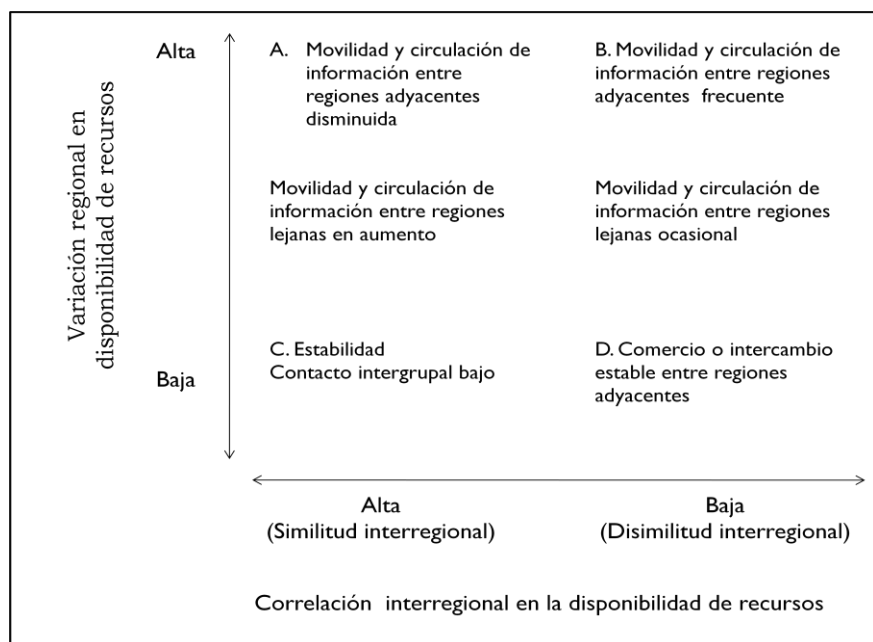 Variación regional en
disponibilidad de recursos
Alta
A. Movilidad y circulación de
información entre
regiones adyacentes
disminuida
B. Movilidad y circulación de
información entre regiones
adyacentes frecuente
Movilidad y circulación de
información entre regiones
lejanas en aumento
Movilidad y circulación de
información entre regiones
lejanas ocasional
Baja
C. Estabilidad
Contacto intergrupal bajo
D. Comercio o intercambio
estable entre regiones
adyacentes
Alta
(Similitud interregional)
Baja
(Disimilitud interregional)
Correlación interregional en la disponibilidad de recursos